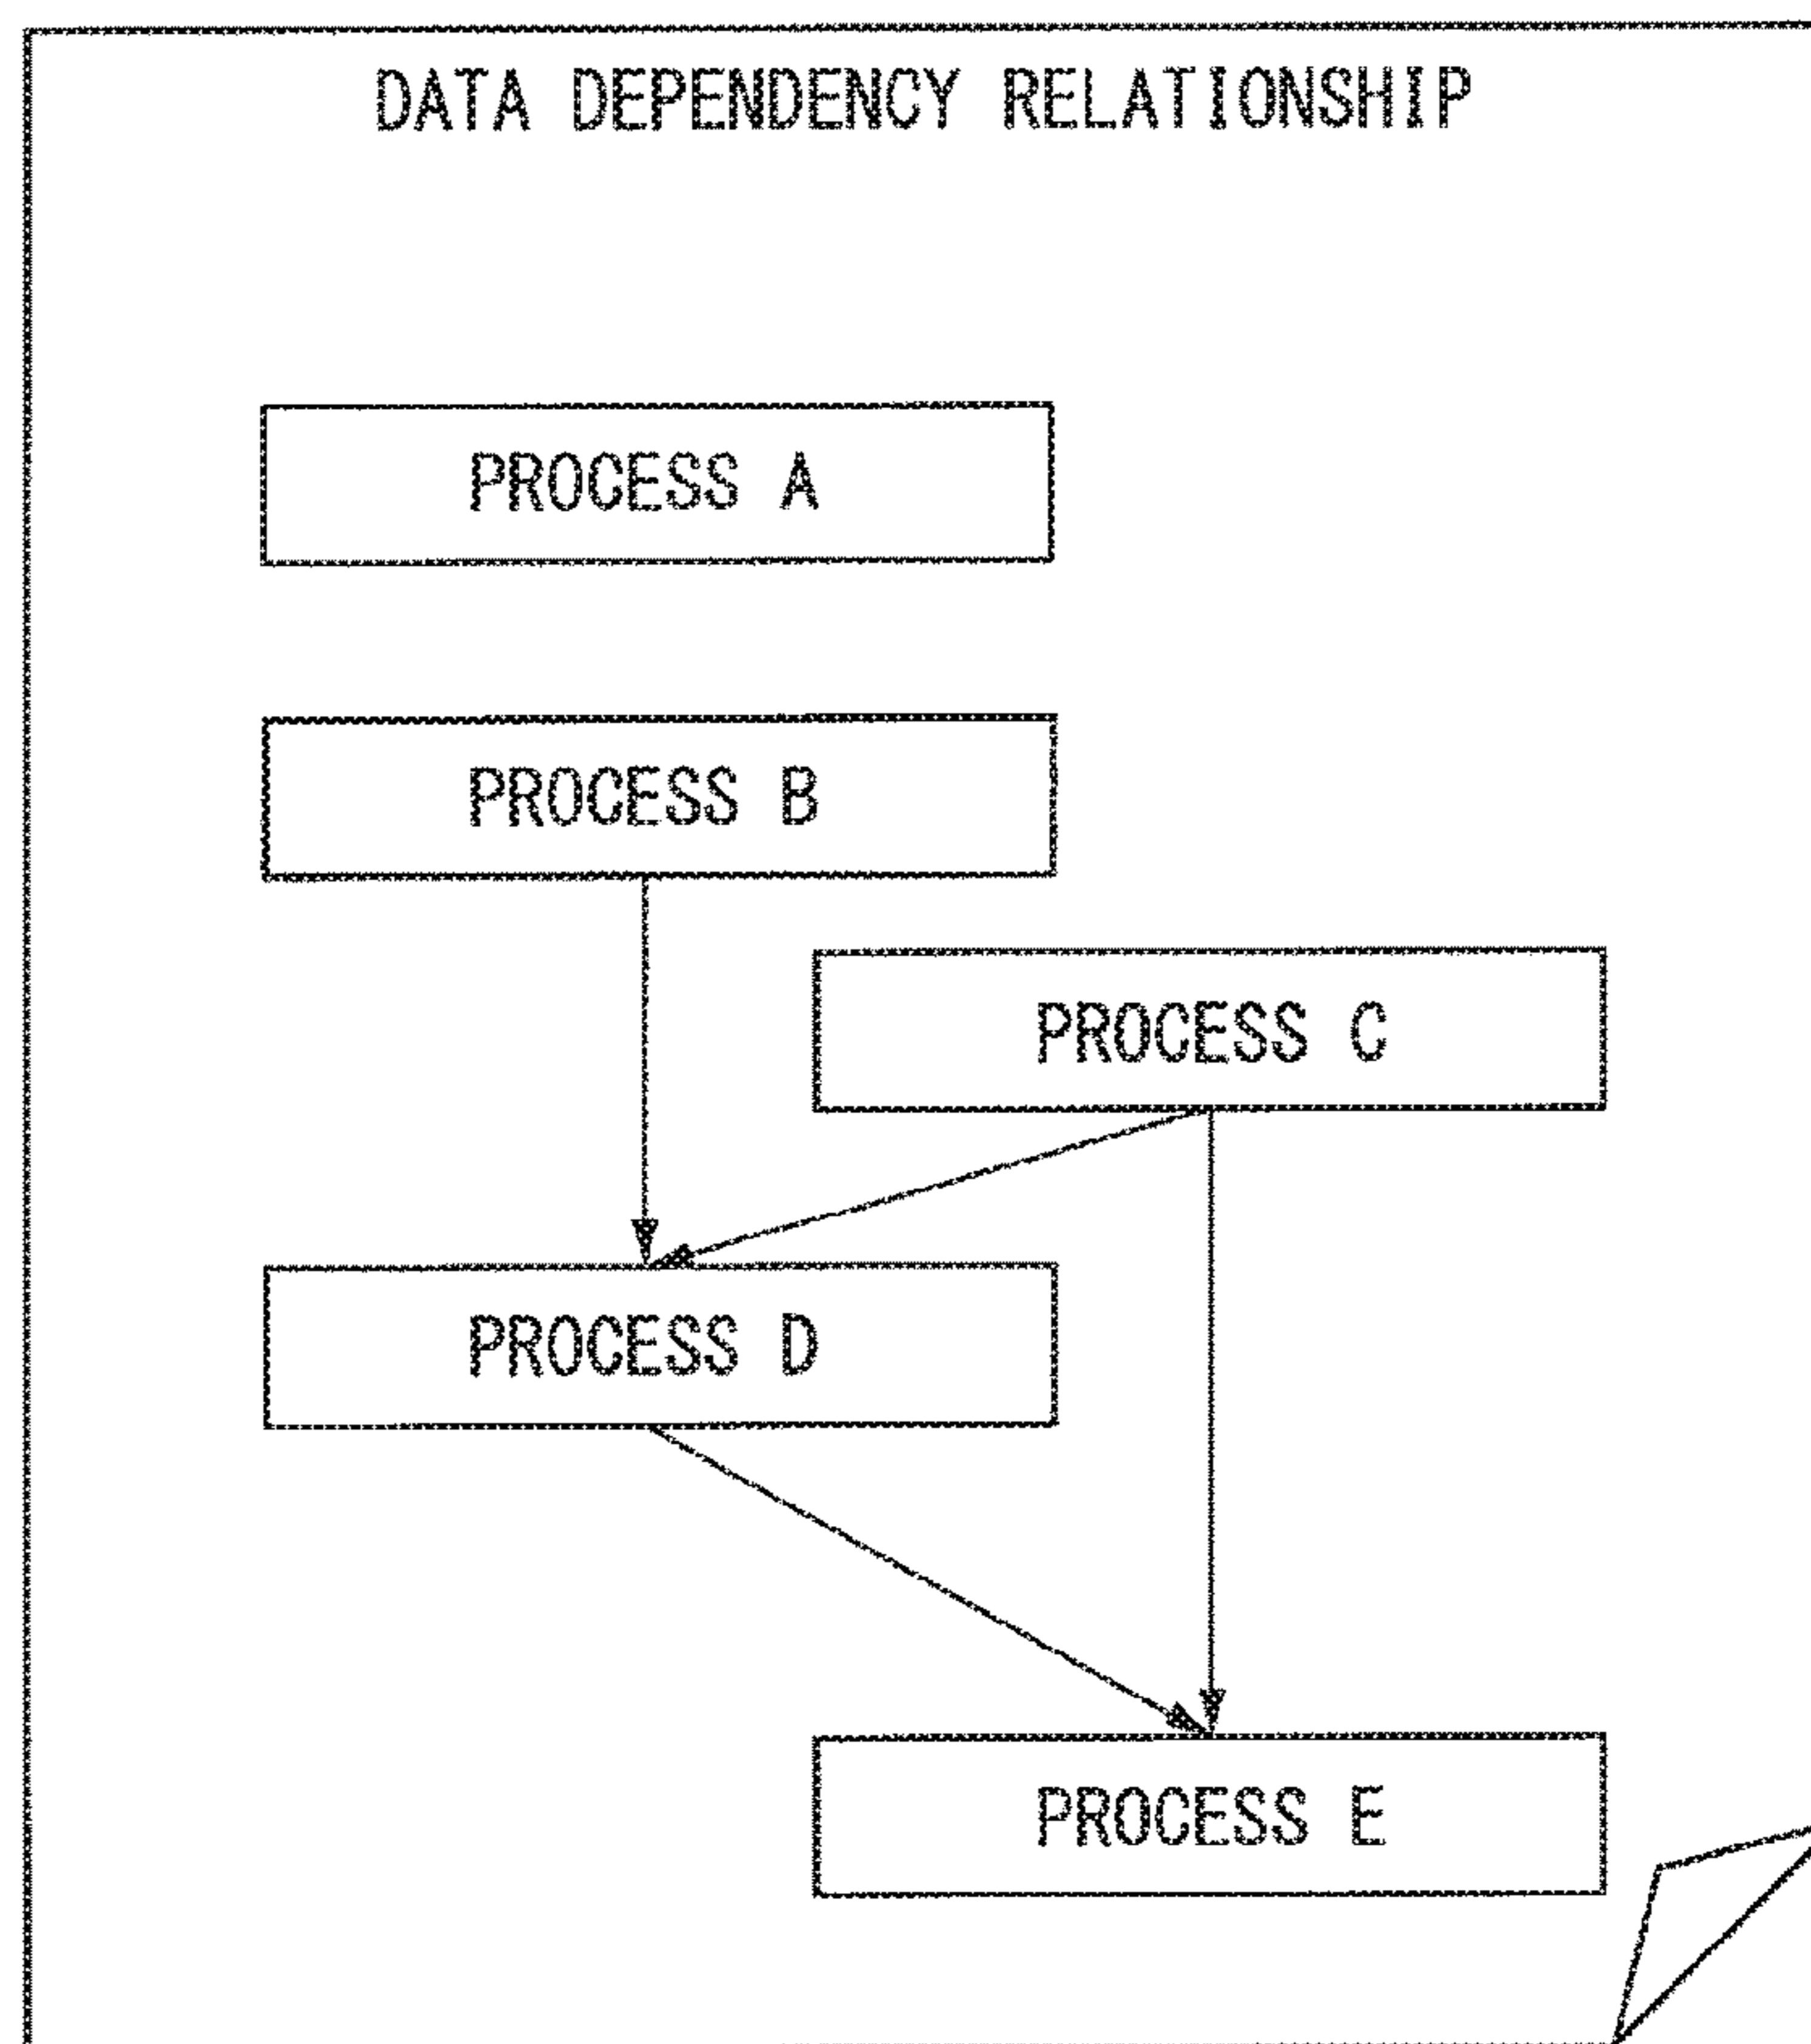 DATA DEPENDENCY RELATIONSHIP
PROCESS A
PROCESS B
PROCESS C
PROCESS D
PROCESS E